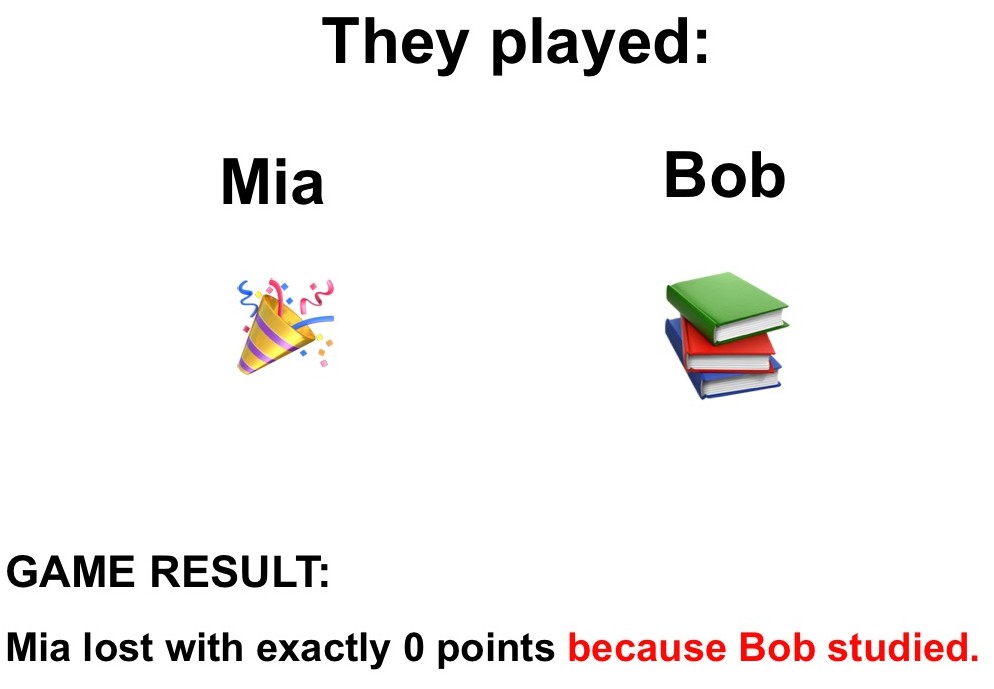 They played:
Mia Bob
GAME RESULT:
Mia lost with exactly 0 points because Bob studied.